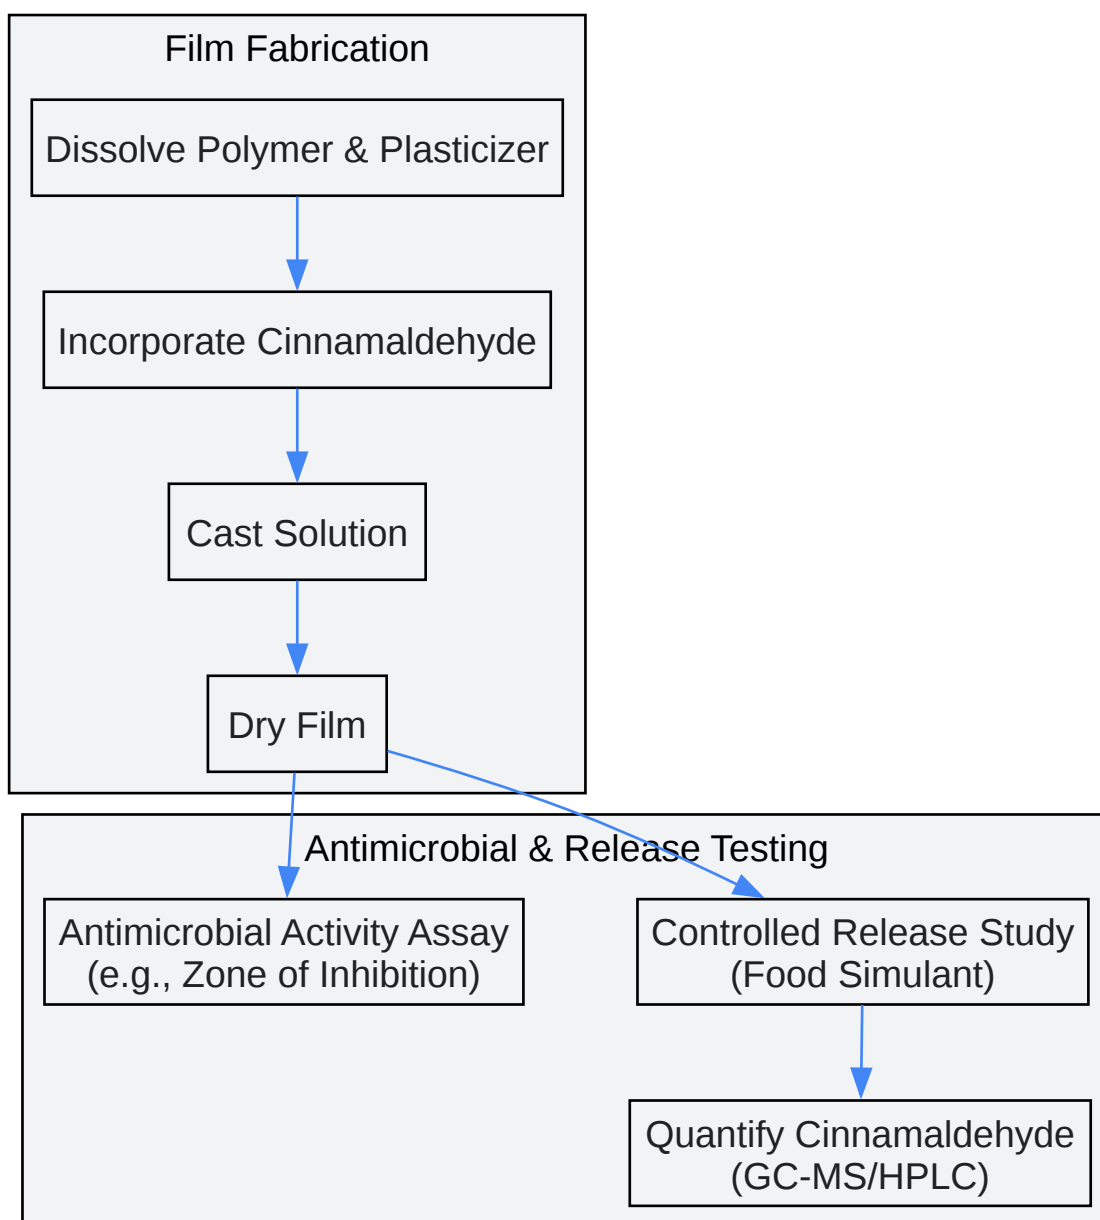 Film Fabrication
Dissolve Polymer & Plasticizer
Incorporate Cinnamaldehyde
Cast Solution
Dry Film
Antimicrobial & Release Testing
Antimicrobial Activity Assay
(e.g., Zone of Inhibition)
Controlled Release Study
(Food Simulant)
Quantify Cinnamaldehyde
(GC-MS/HPLC)